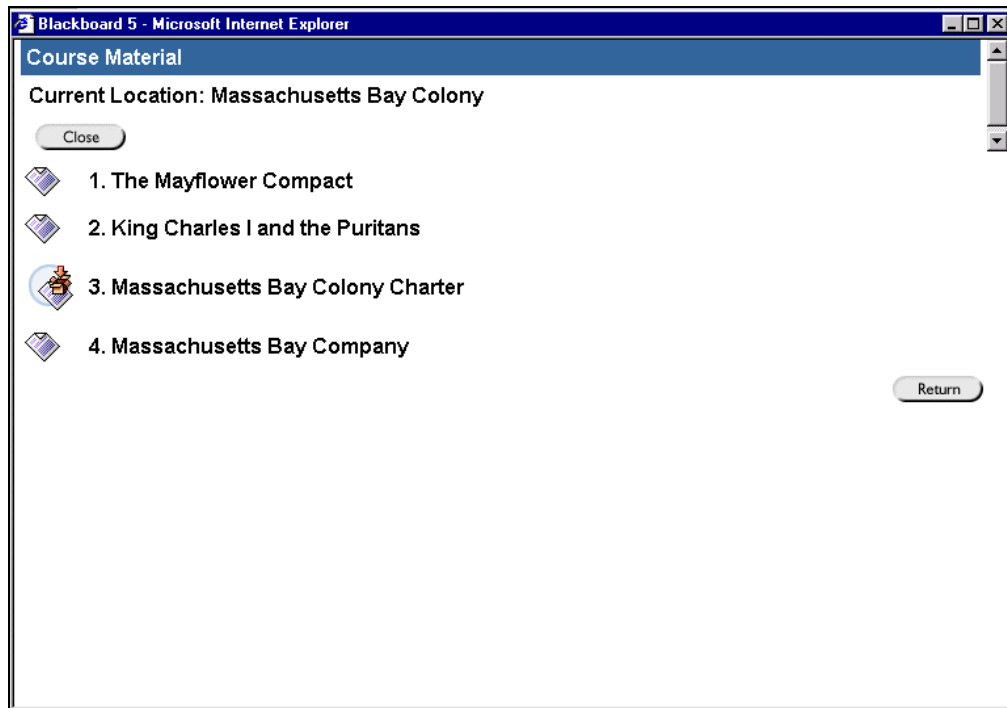 Blackboard 5 - Microsoft Internet Explorer
Course Material
Current Location: Massachusetts Bay Colony
Close
1. The Mayflower Compact
2. King Charles I and the Puritans
3. Massachusetts Bay Colony Charter
4. Massachusetts Bay Company
Return